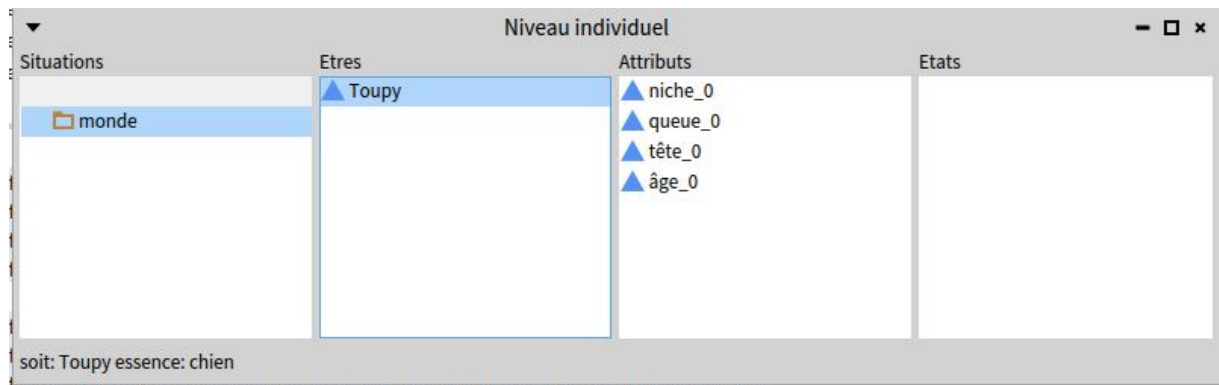 Niveau individuel
Situations Etres Attributs Etats
monde
Toupy
niche_0
queue_0
tête_0
âge_0
soit: Toupy essence: chien